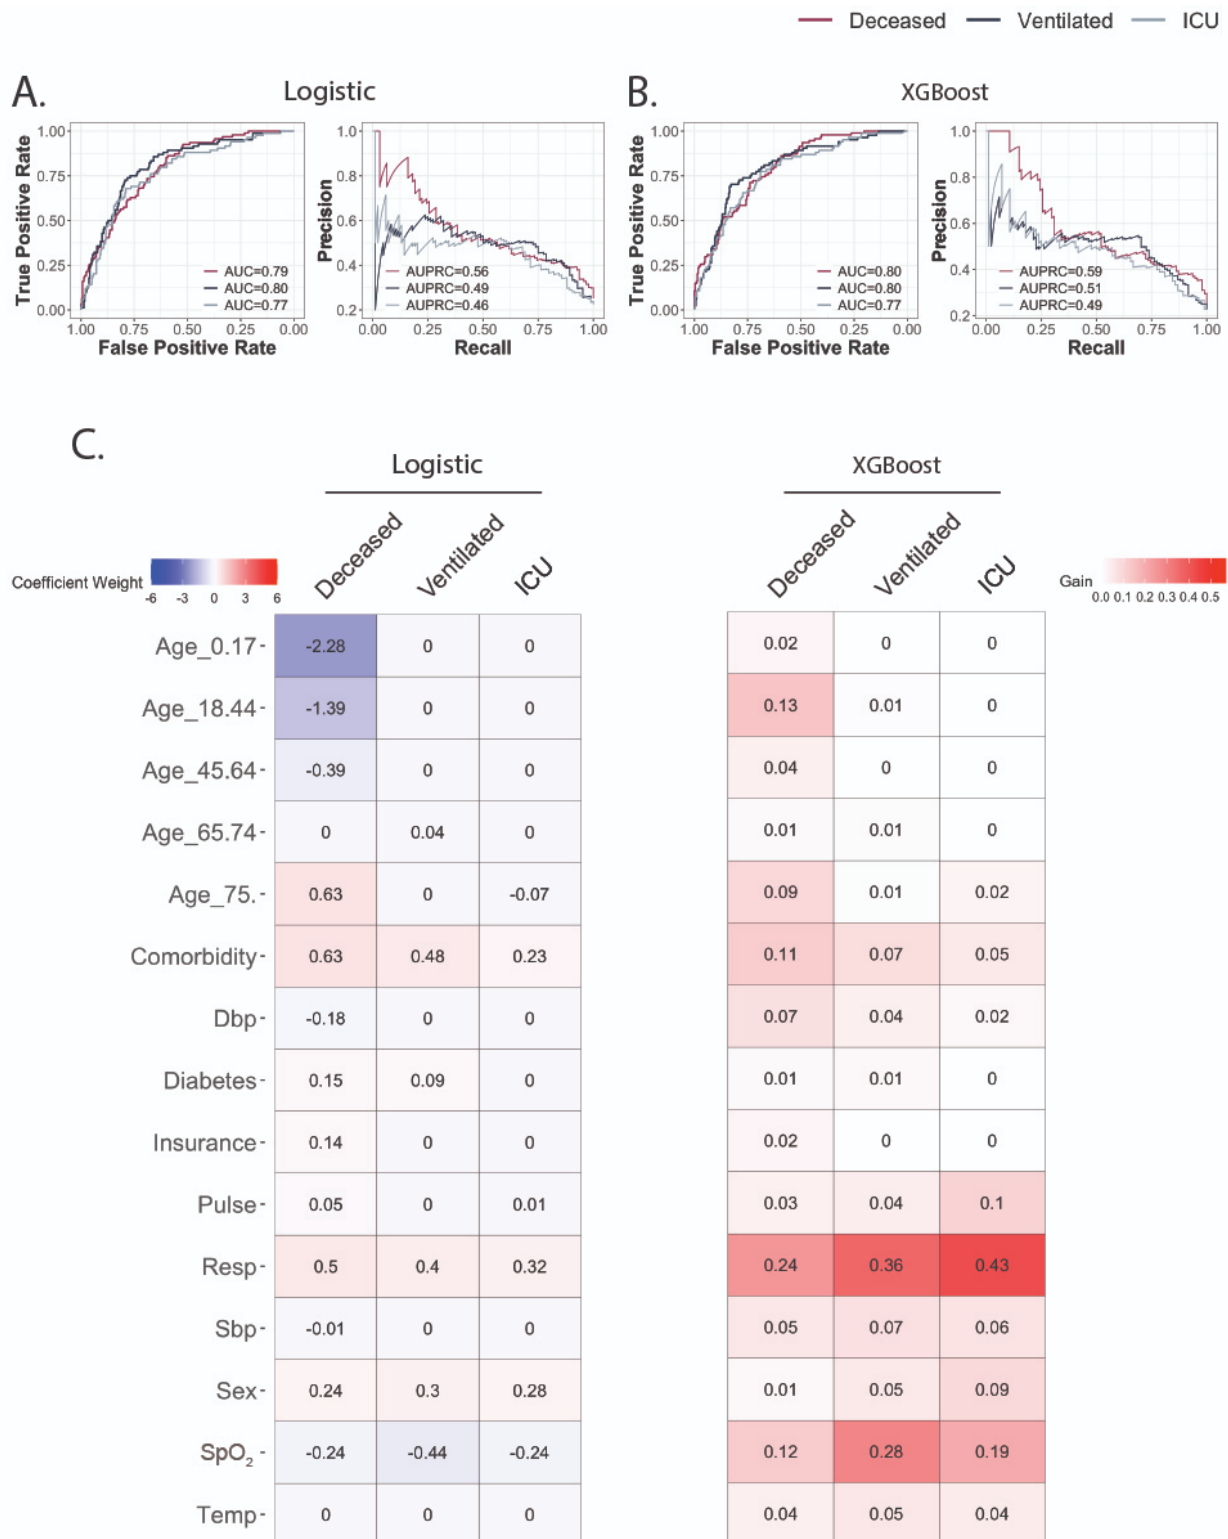 Deceased Ventilated ICU
A. Logistic
B. XGBoost
True Positive Rate
1.00
0.75
0.50
0.25
0.00
AUC=0.79
AUC=0.80
AUC=0.77
1.00 0.75 0.50 0.25 0.00
False Positive Rate
Precision
1.0
0.8
0.6
0.4
0.2
AUPRC=0.56
AUPRC=0.49
AUPRC=0.46
0.00 0.25 0.50 0.75 1.00
Recall
True Positive Rate
1.00
0.75
0.50
0.25
0.00
AUC=0.80
AUC=0.80
AUC=0.77
1.00 0.75 0.50 0.25 0.00
False Positive Rate
Precision
1.0
0.8
0.6
0.4
0.2
AUPRC=0.59
AUPRC=0.51
AUPRC=0.49
0.00 0.25 0.50 0.75 1.00
Recall
C.
Logistic XGBoost
Deceased Ventilated ICU Deceased Ventilated ICU
Coefficient Weight
-6 -3 0 3 6
Gain
0.0 0.1 0.2 0.3 0.4 0.5
Age_0.17 -2.28 0 0 0.02 0 0
Age_18.44 -1.39 0 0 0.13 0.01 0
Age_45.64 -0.39 0 0 0.04 0 0
Age_65.74 0 0.04 0 0.01 0.01 0
Age_75. 0.63 0 -0.07 0.09 0.01 0.02
Comorbidity 0.63 0.48 0.23 0.11 0.07 0.05
Dbp -0.18 0 0 0.07 0.04 0.02
Diabetes 0.15 0.09 0 0.01 0.01 0
Insurance 0.14 0 0 0.02 0 0
Pulse 0.05 0 0.01 0.03 0.04 0.1
Resp 0.5 0.4 0.32 0.24 0.36 0.43
Sbp -0.01 0 0 0.05 0.07 0.06
Sex 0.24 0.3 0.28 0.01 0.05 0.09
SpO₂ -0.24 -0.44 -0.24 0.12 0.28 0.19
Temp 0 0 0 0.04 0.05 0.04